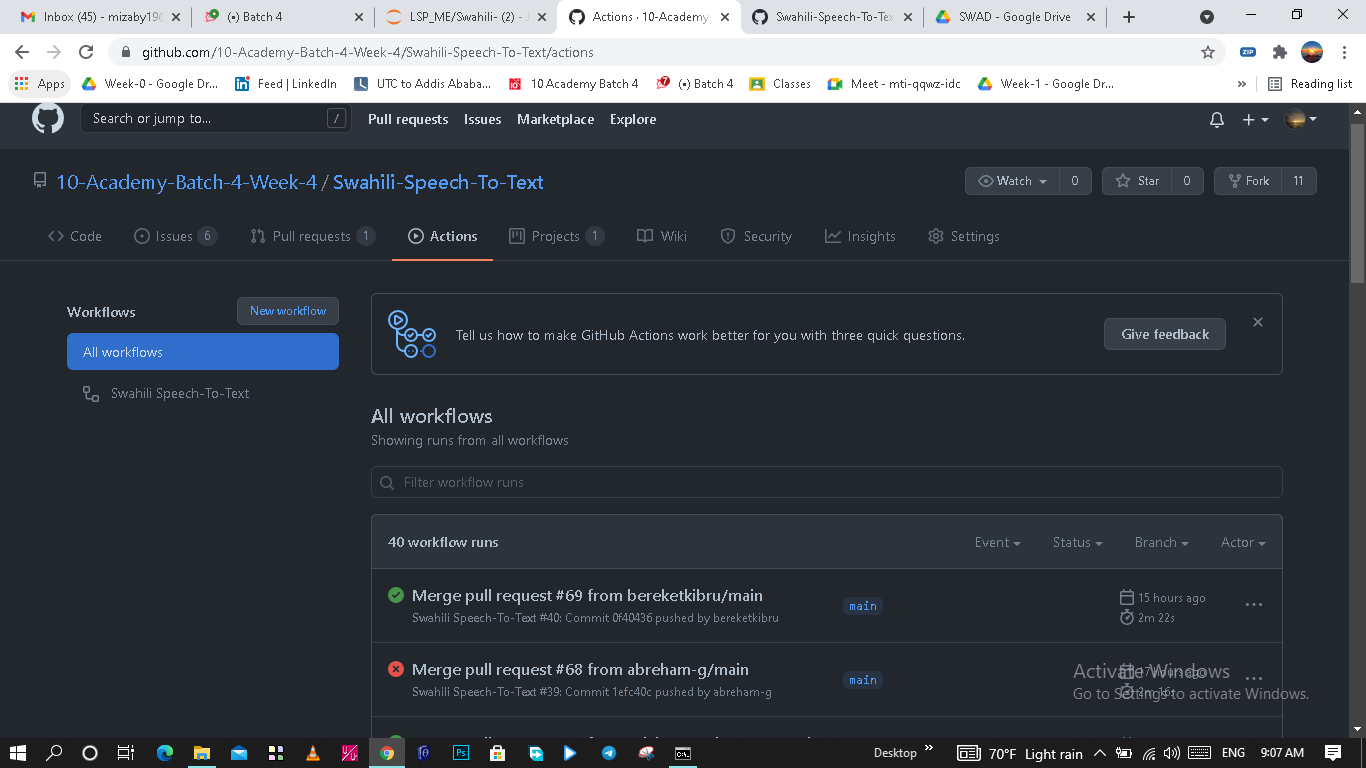 Inbox (45) - mizaby19@
(•) Batch 4
LSP_ME/Swahili- (2) - J
Actions · 10-Academy-
Swahili-Speech-To-Tex
SWAD - Google Drive
github.com/10-Academy-Batch-4-Week-4/Swahili-Speech-To-Text/actions
ZIP
Apps
Week-0 - Google Dr...
Feed | LinkedIn
UTC to Addis Ababa...
10 Academy Batch 4
(•) Batch 4
Classes
Meet - mti-qqwz-idc
Week-1 - Google Dr...
»
Reading list
Search or jump to...
/
Pull requests
Issues
Marketplace
Explore
10-Academy-Batch-4-Week-4 / Swahili-Speech-To-Text
Watch 0
Star 0
Fork 11
Code
Issues 6
Pull requests 1
Actions
Projects 1
Wiki
Security
Insights
Settings
Workflows
New workflow
All workflows
Swahili Speech-To-Text
Tell us how to make GitHub Actions work better for you with three quick questions.
Give feedback
All workflows
Showing runs from all workflows
Filter workflow runs
40 workflow runs
Event
Status
Branch
Actor
Merge pull request #69 from bereketkibru/main
Swahili Speech-To-Text #40: Commit 0f40436 pushed by bereketkibru
main
15 hours ago
2m 22s
Merge pull request #68 from abreham-g/main
Swahili Speech-To-Text #39: Commit 1efc40c pushed by abreham-g
main
17 hours ago
2m 16s
Activate Windows
Go to Settings to activate Windows.
Ps
Desktop
»
70°F Light rain
ENG
9:07 AM